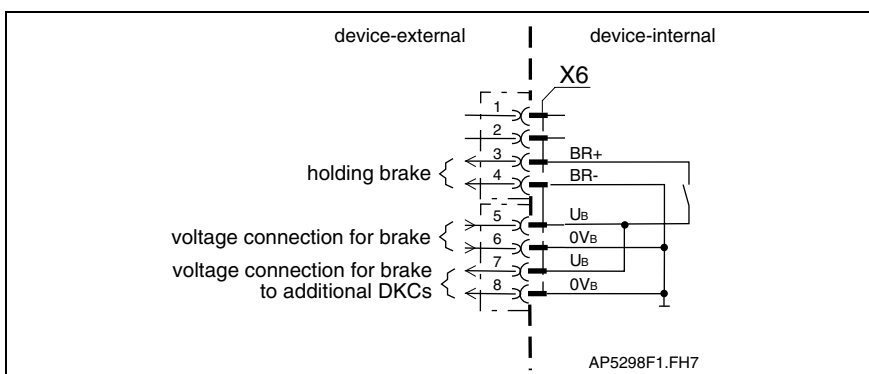 device-external
device-internal
X6
1
2
3
BR+
holding brake
4
BR-
5
UB
voltage connection for brake
6
0VB
7
UB
voltage connection for brake
to additional DKCs
8
0VB
AP5298F1.FH7